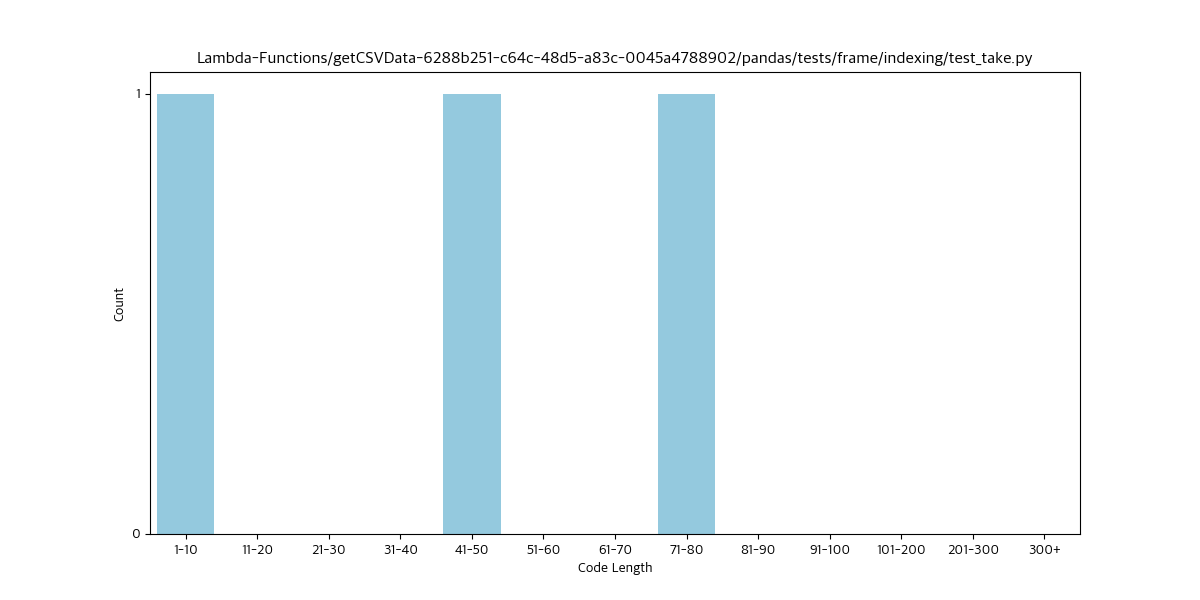 Lambda-Functions/getCSVData-6288b251-c64c-48d5-a83c-0045a4788902/pandas/tests/frame/indexing/test_take.py
1
0
Count
1-10 11-20 21-30 31-40 41-50 51-60 61-70 71-80 81-90 91-100 101-200 201-300 300+
Code Length